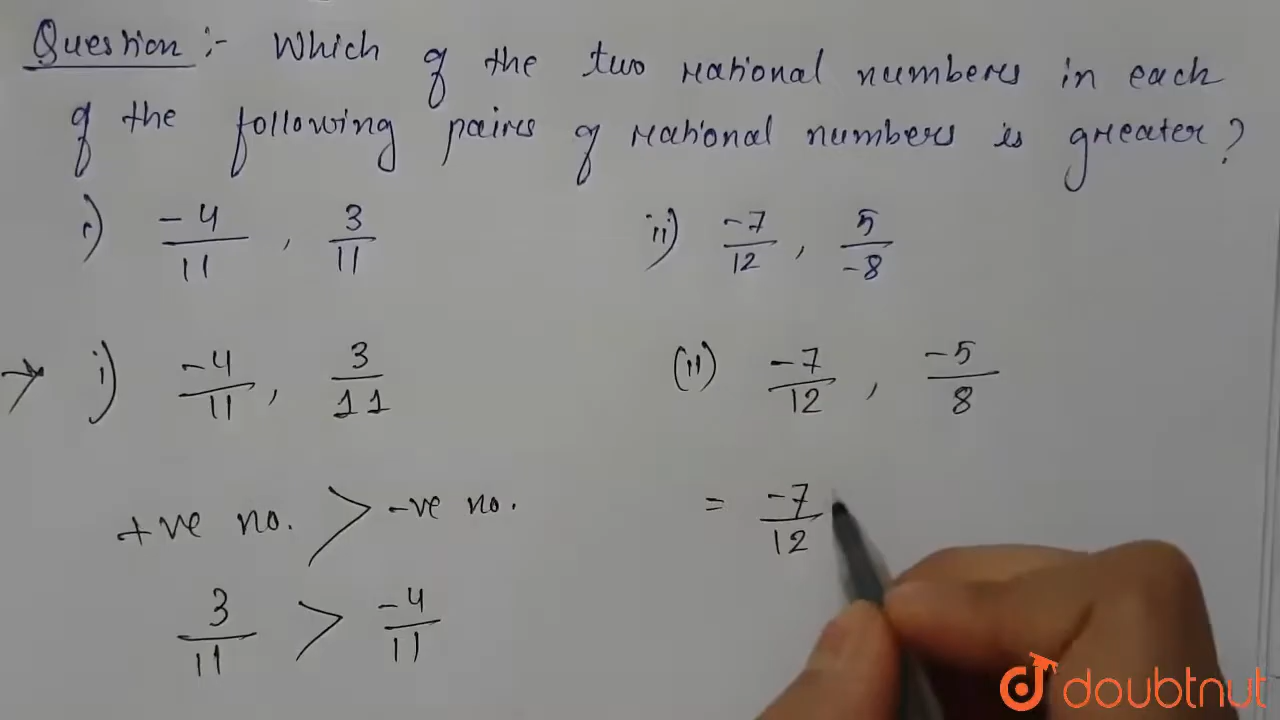 Question :- Which of the two rational numbers in each
of the following pairs of rational numbers is greater?
i) -4/11 , 3/11 ii) -7/12 , 5/-8
→ i) -4/11 , 3/11 (ii) -7/12 , -5/8
+ve no. > -ve no. = -7/12
3/11 > -4/11
doubtnut